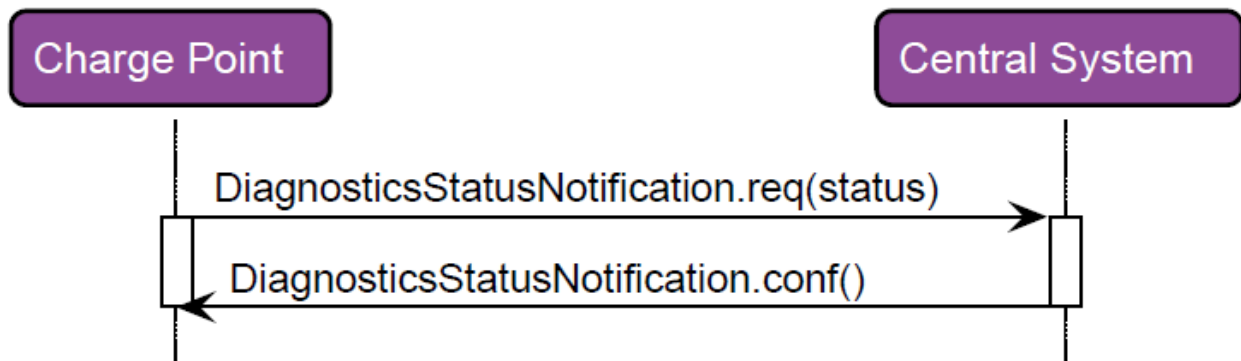 Charge Point
Central System
DiagnosticsStatusNotification.req(status)
DiagnosticsStatusNotification.conf()